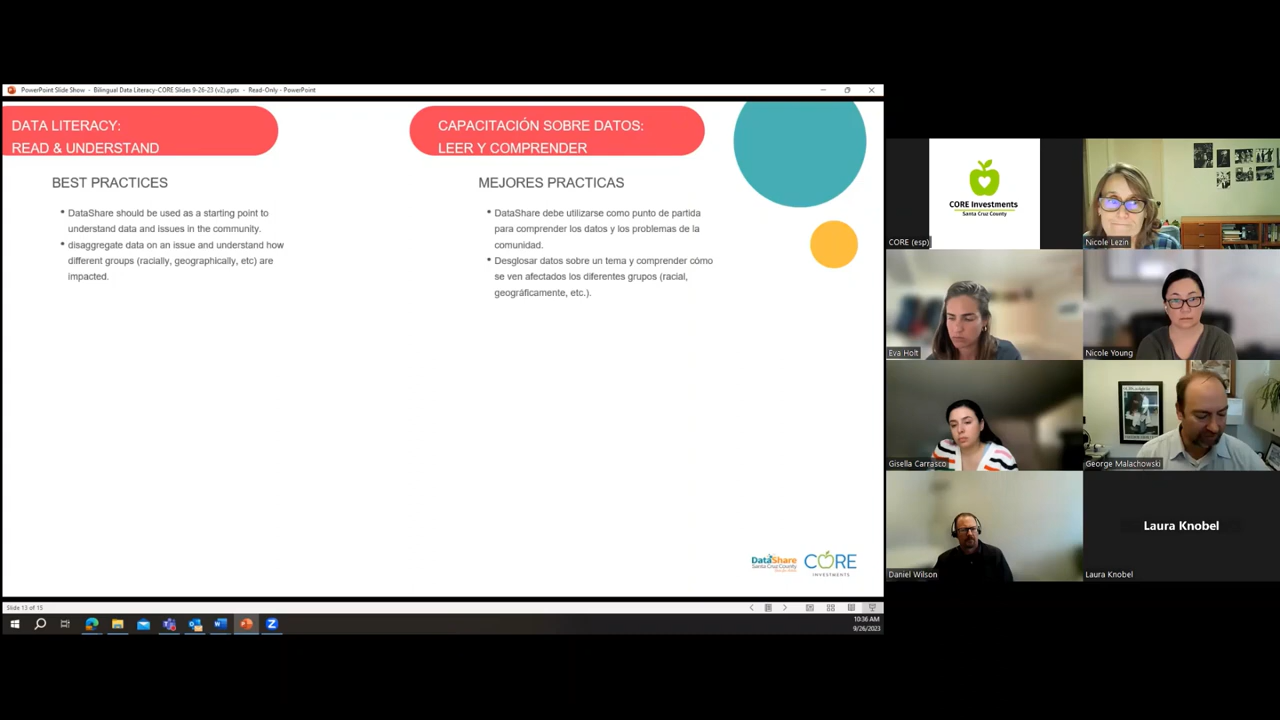 PowerPoint Slide Show - Bilingual Data Literacy-CORE Slides 9-26-23 (v2).pptx - Read-Only - PowerPoint
DATA LITERACY:
READ & UNDERSTAND
BEST PRACTICES
• DataShare should be used as a starting point to
understand data and issues in the community.
• disaggregate data on an issue and understand how
different groups (racially, geographically, etc) are
impacted.
CAPACITACIÓN SOBRE DATOS:
LEER Y COMPRENDER
MEJORES PRACTICAS
• DataShare debe utilizarse como punto de partida
para comprender los datos y los problemas de la
comunidad.
• Desglosar datos sobre un tema y comprender cómo
se ven afectados los diferentes grupos (racial,
geográficamente, etc.).
DataShare
Santa Cruz County
CORE
INVESTMENTS
Slide 13 of 15
10:36 AM
9/26/2023
CORE Investments
Santa Cruz County
CORE (esp)
Nicole Lezin
Eva Holt
Nicole Young
Gisella Carrasco
George Malachowski
Daniel Wilson
Laura Knobel
Laura Knobel